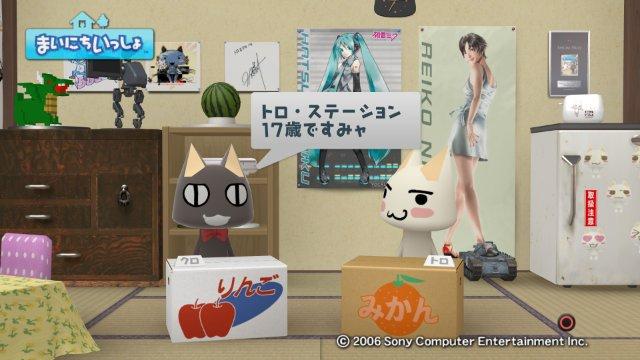 まいにちいっしょ
初音ミク
HATSUNE MIKU
REIKO N
トロ・ステーション
17歳ですみャ
取扱注意
クロ
トロ
りんご
みかん
© 2006 Sony Computer Entertainment Inc.